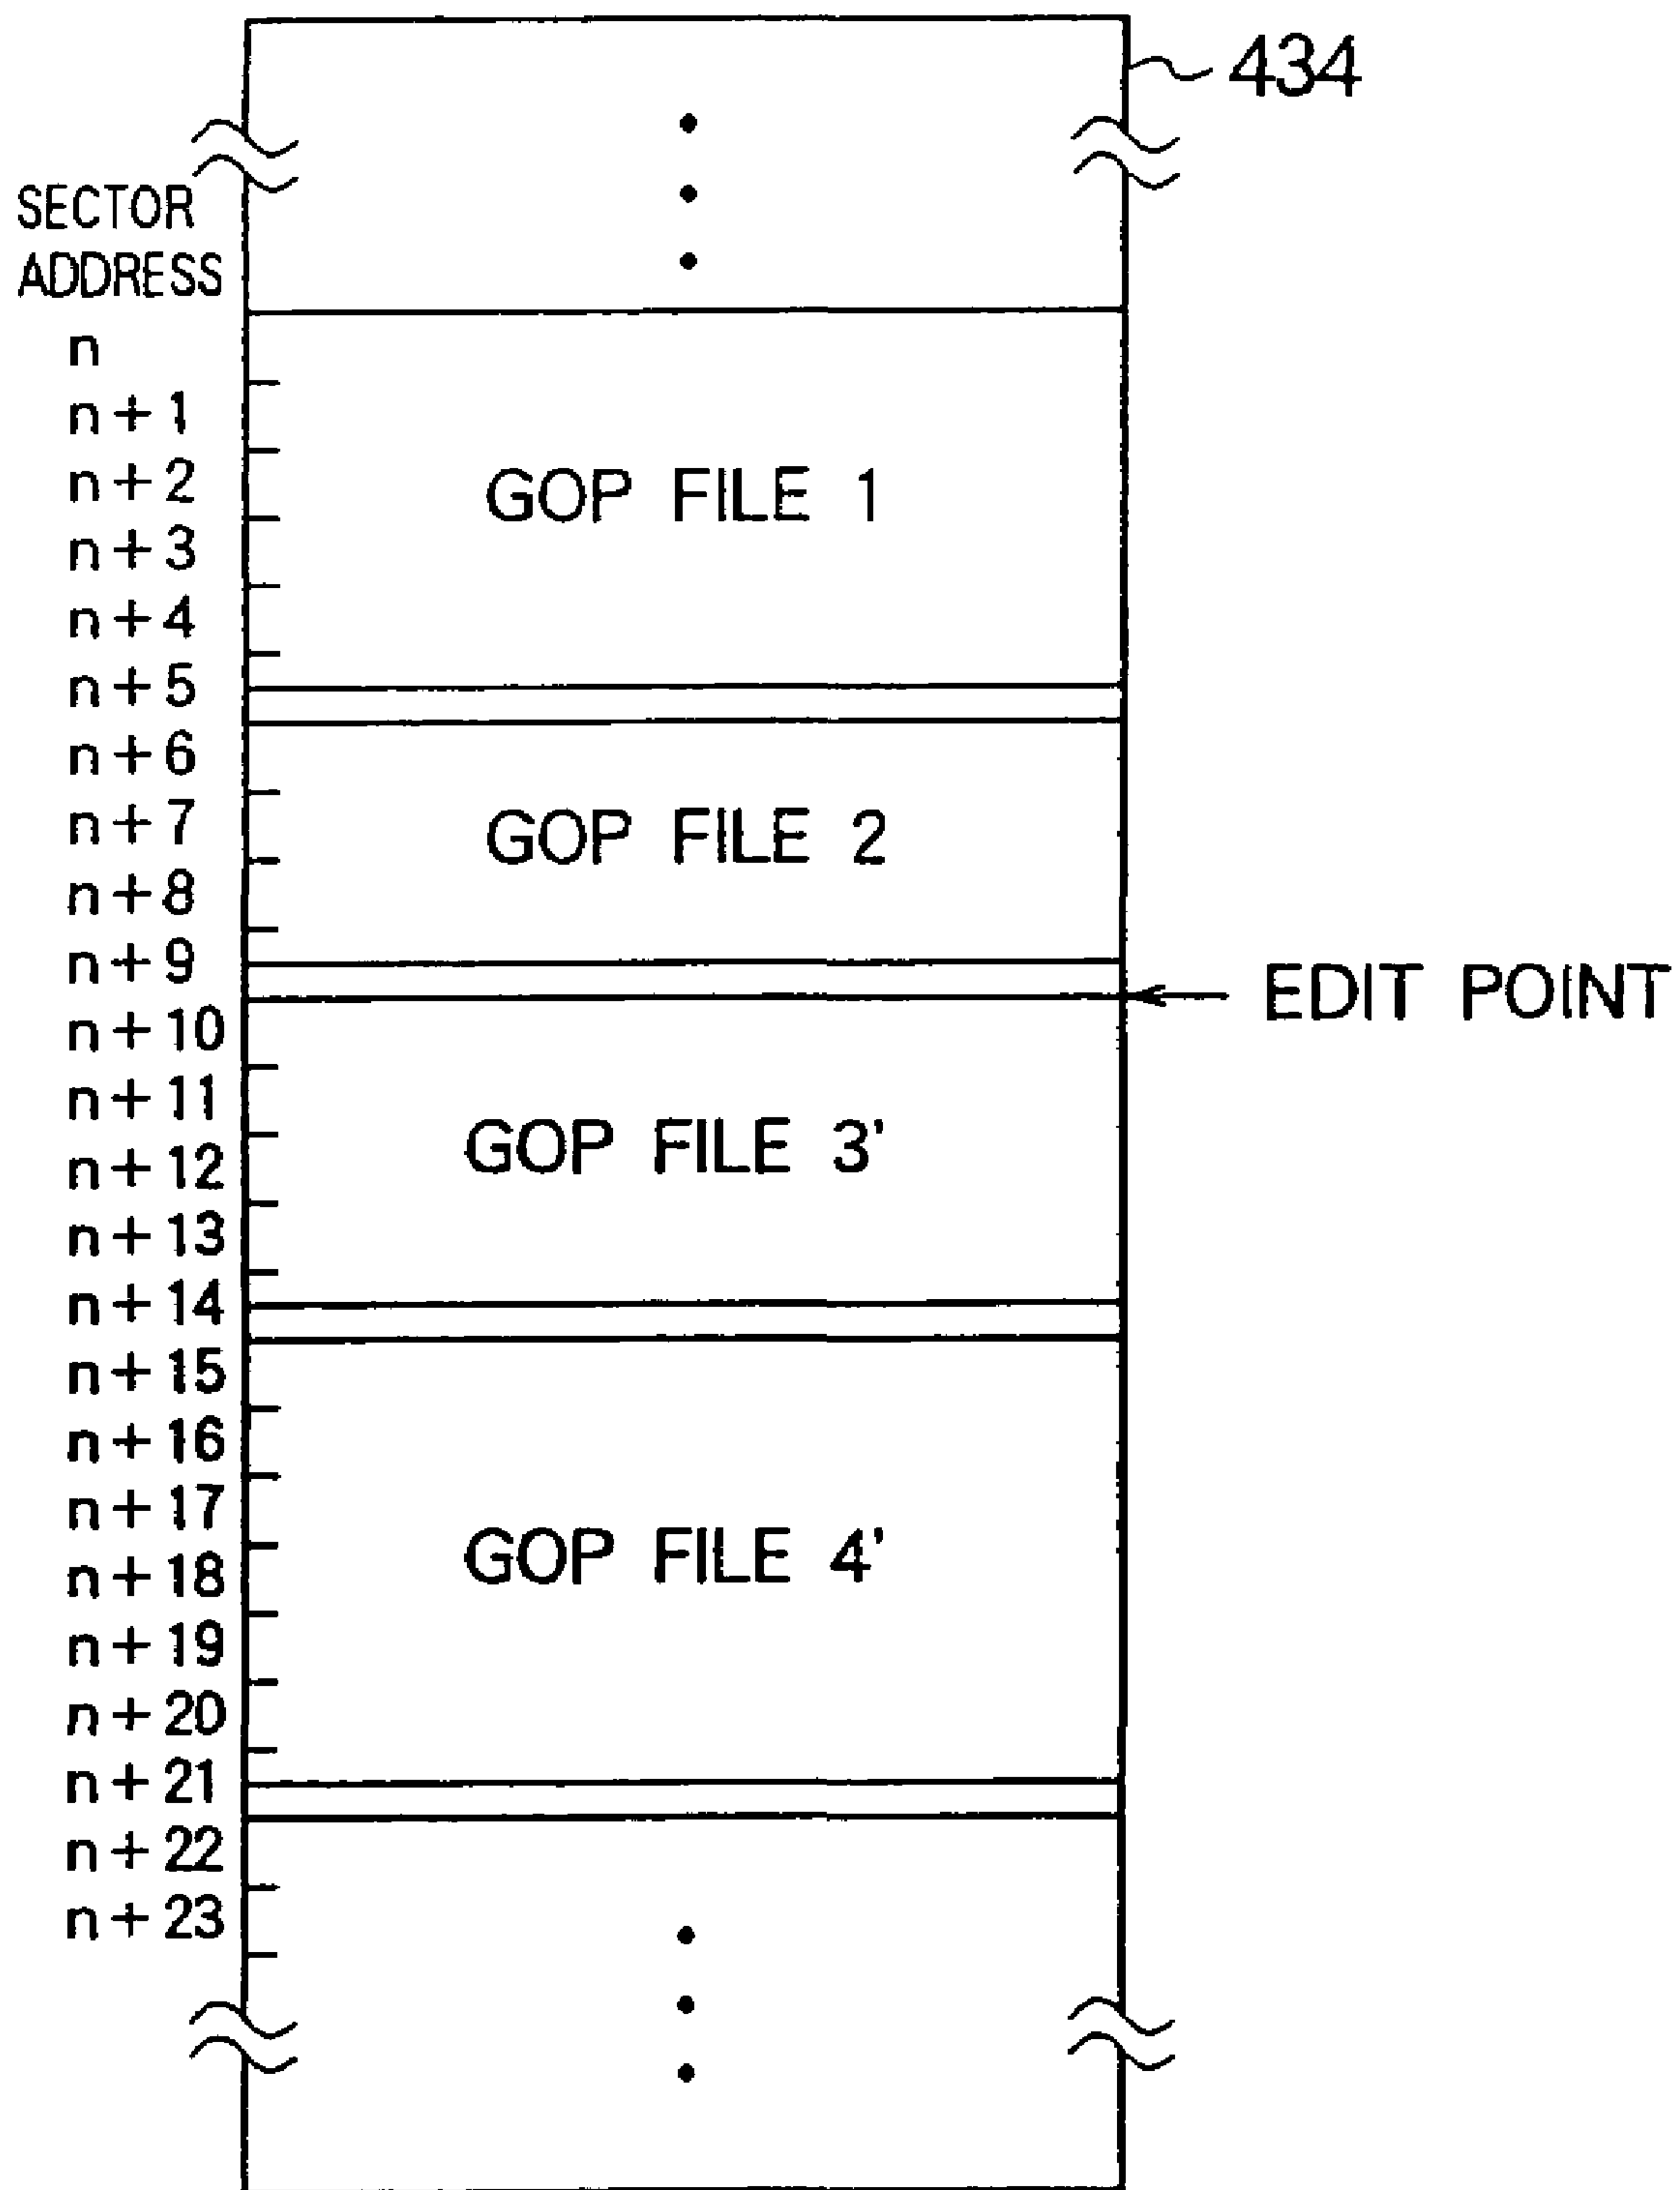 434
SECTOR
ADDRESS
n
n+1
n+2
GOP FILE 1
n+3
n+4
n+5
n+6
n+7
GOP FILE 2
n+8
n+9
EDIT POINT
n+10
n+11
GOP FILE 3'
n+12
n+13
n+14
n+15
n+16
n+17
GOP FILE 4'
n+18
n+19
n+20
n+21
n+22
n+23